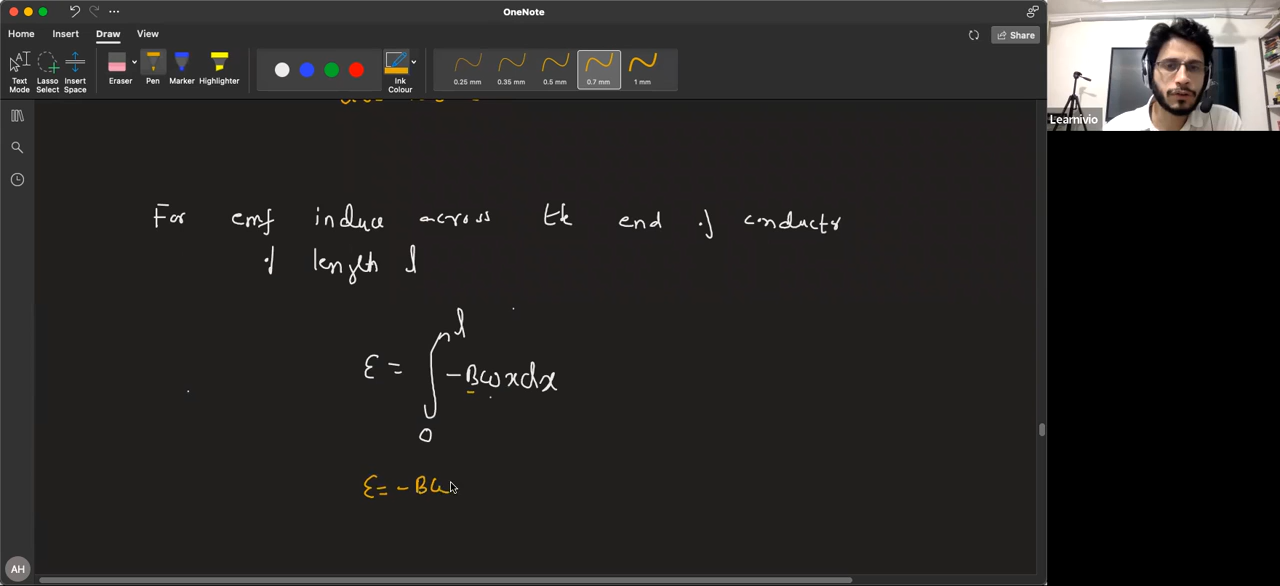 OneNote
Home Insert Draw View
Share
Text Mode Lasso Select Insert Space Eraser Pen Marker Highlighter Ink Colour 0.25 mm 0.35 mm 0.5 mm 0.7 mm 1 mm
Learnivio
For emf induce across the end of conductor
of length l
ε = ∫₀ˡ -Bωxdx
ε= -Bω
AH